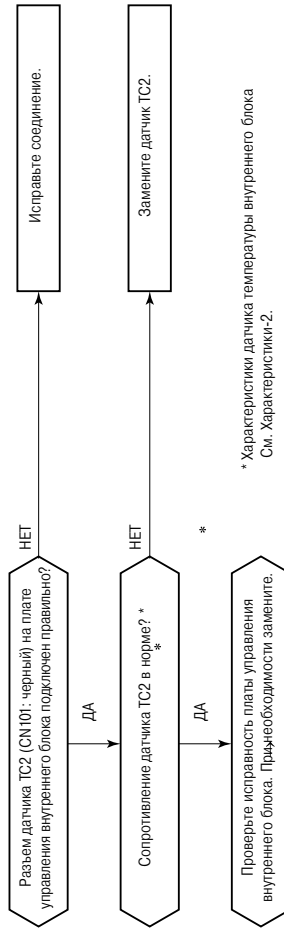 Разъем датчика TC2 (CN101: черный) на плате
управления внутреннего блока подключен правильно?
НЕТ
Исправьте соединение.
ДА
Сопротивление датчика TC2 в норме? *
*
НЕТ
Замените датчик TC2.
*
ДА
Проверьте исправность платы управления
внутреннего блока. При необходимости замените.
* Характеристики датчика температуры внутреннего блока
См. Характеристики-2.